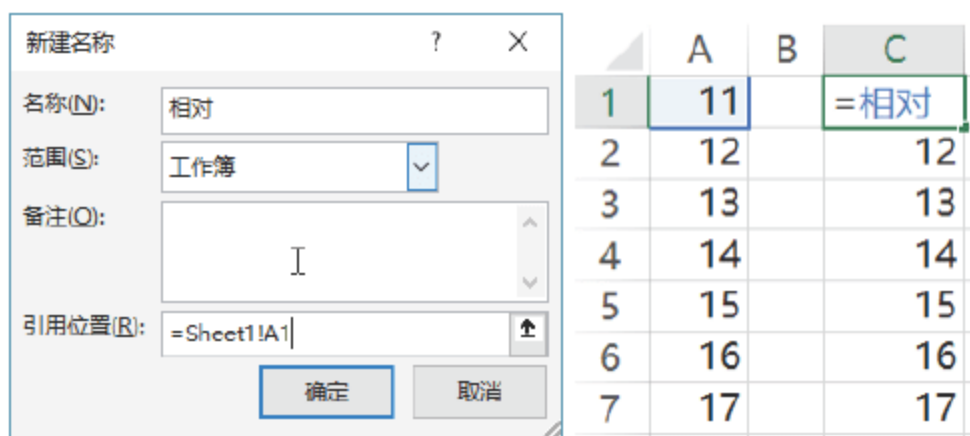 新建名称 ?
名称(N):
相对
范围(S):
工作簿
备注(O):
引用位置(R):
=Sheet1!A1
确定 取消
A B C
1 11 =相对
2 12 12
3 13 13
4 14 14
5 15 15
6 16 16
7 17 17